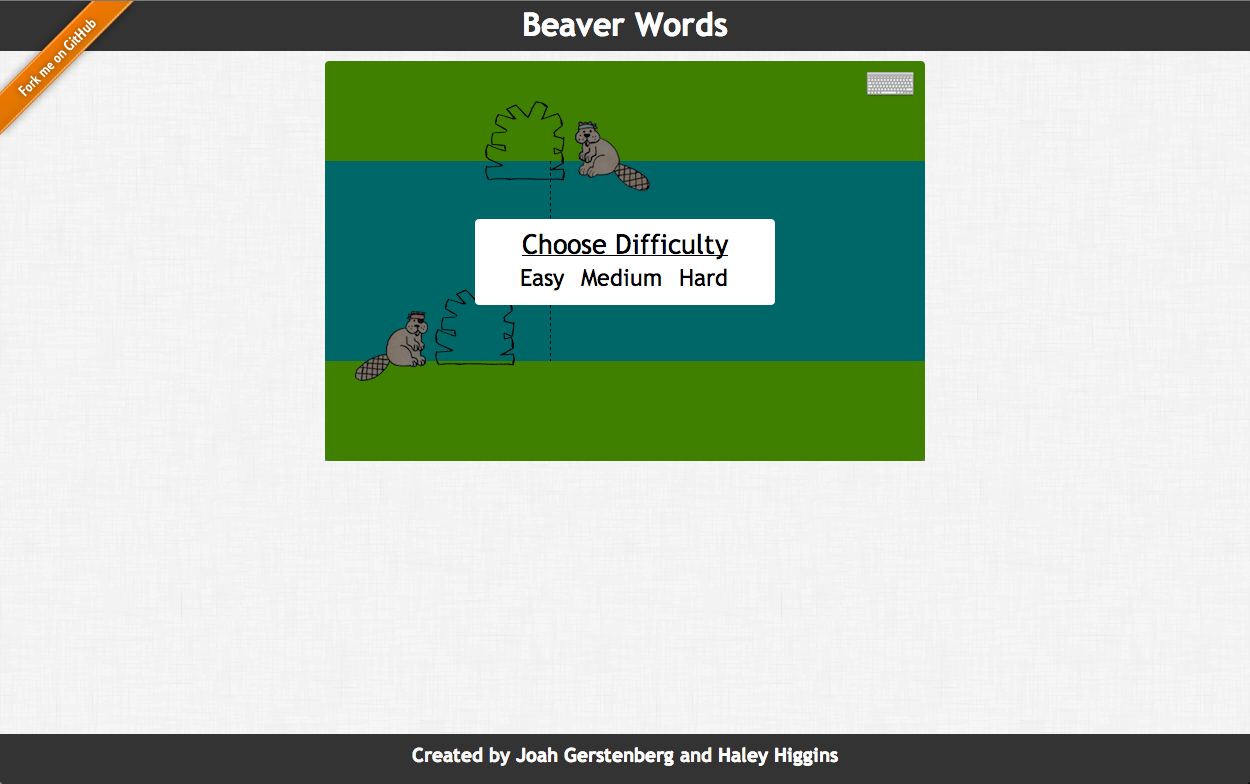 Beaver Words
Fork me on GitHub
Choose Difficulty
Easy Medium Hard
Created by Joah Gerstenberg and Haley Higgins